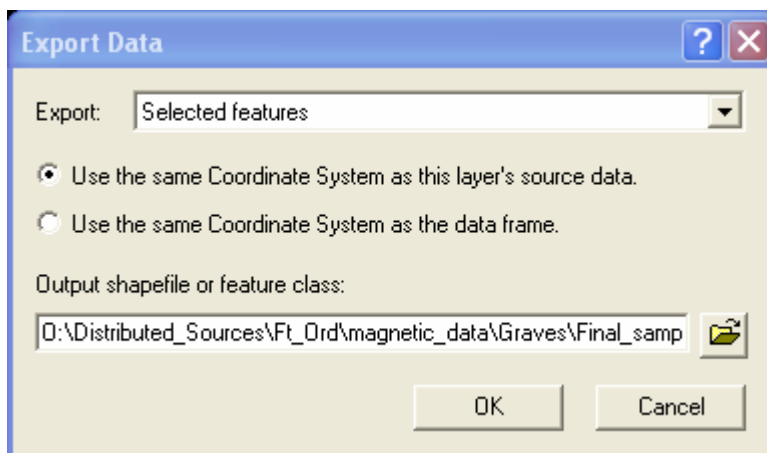 Export Data
Export: Selected features
Use the same Coordinate System as this layer's source data.
Use the same Coordinate System as the data frame.
Output shapefile or feature class:
O:\Distributed_Sources\Ft_Ord\magnetic_data\Graves\Final_samp
OK Cancel